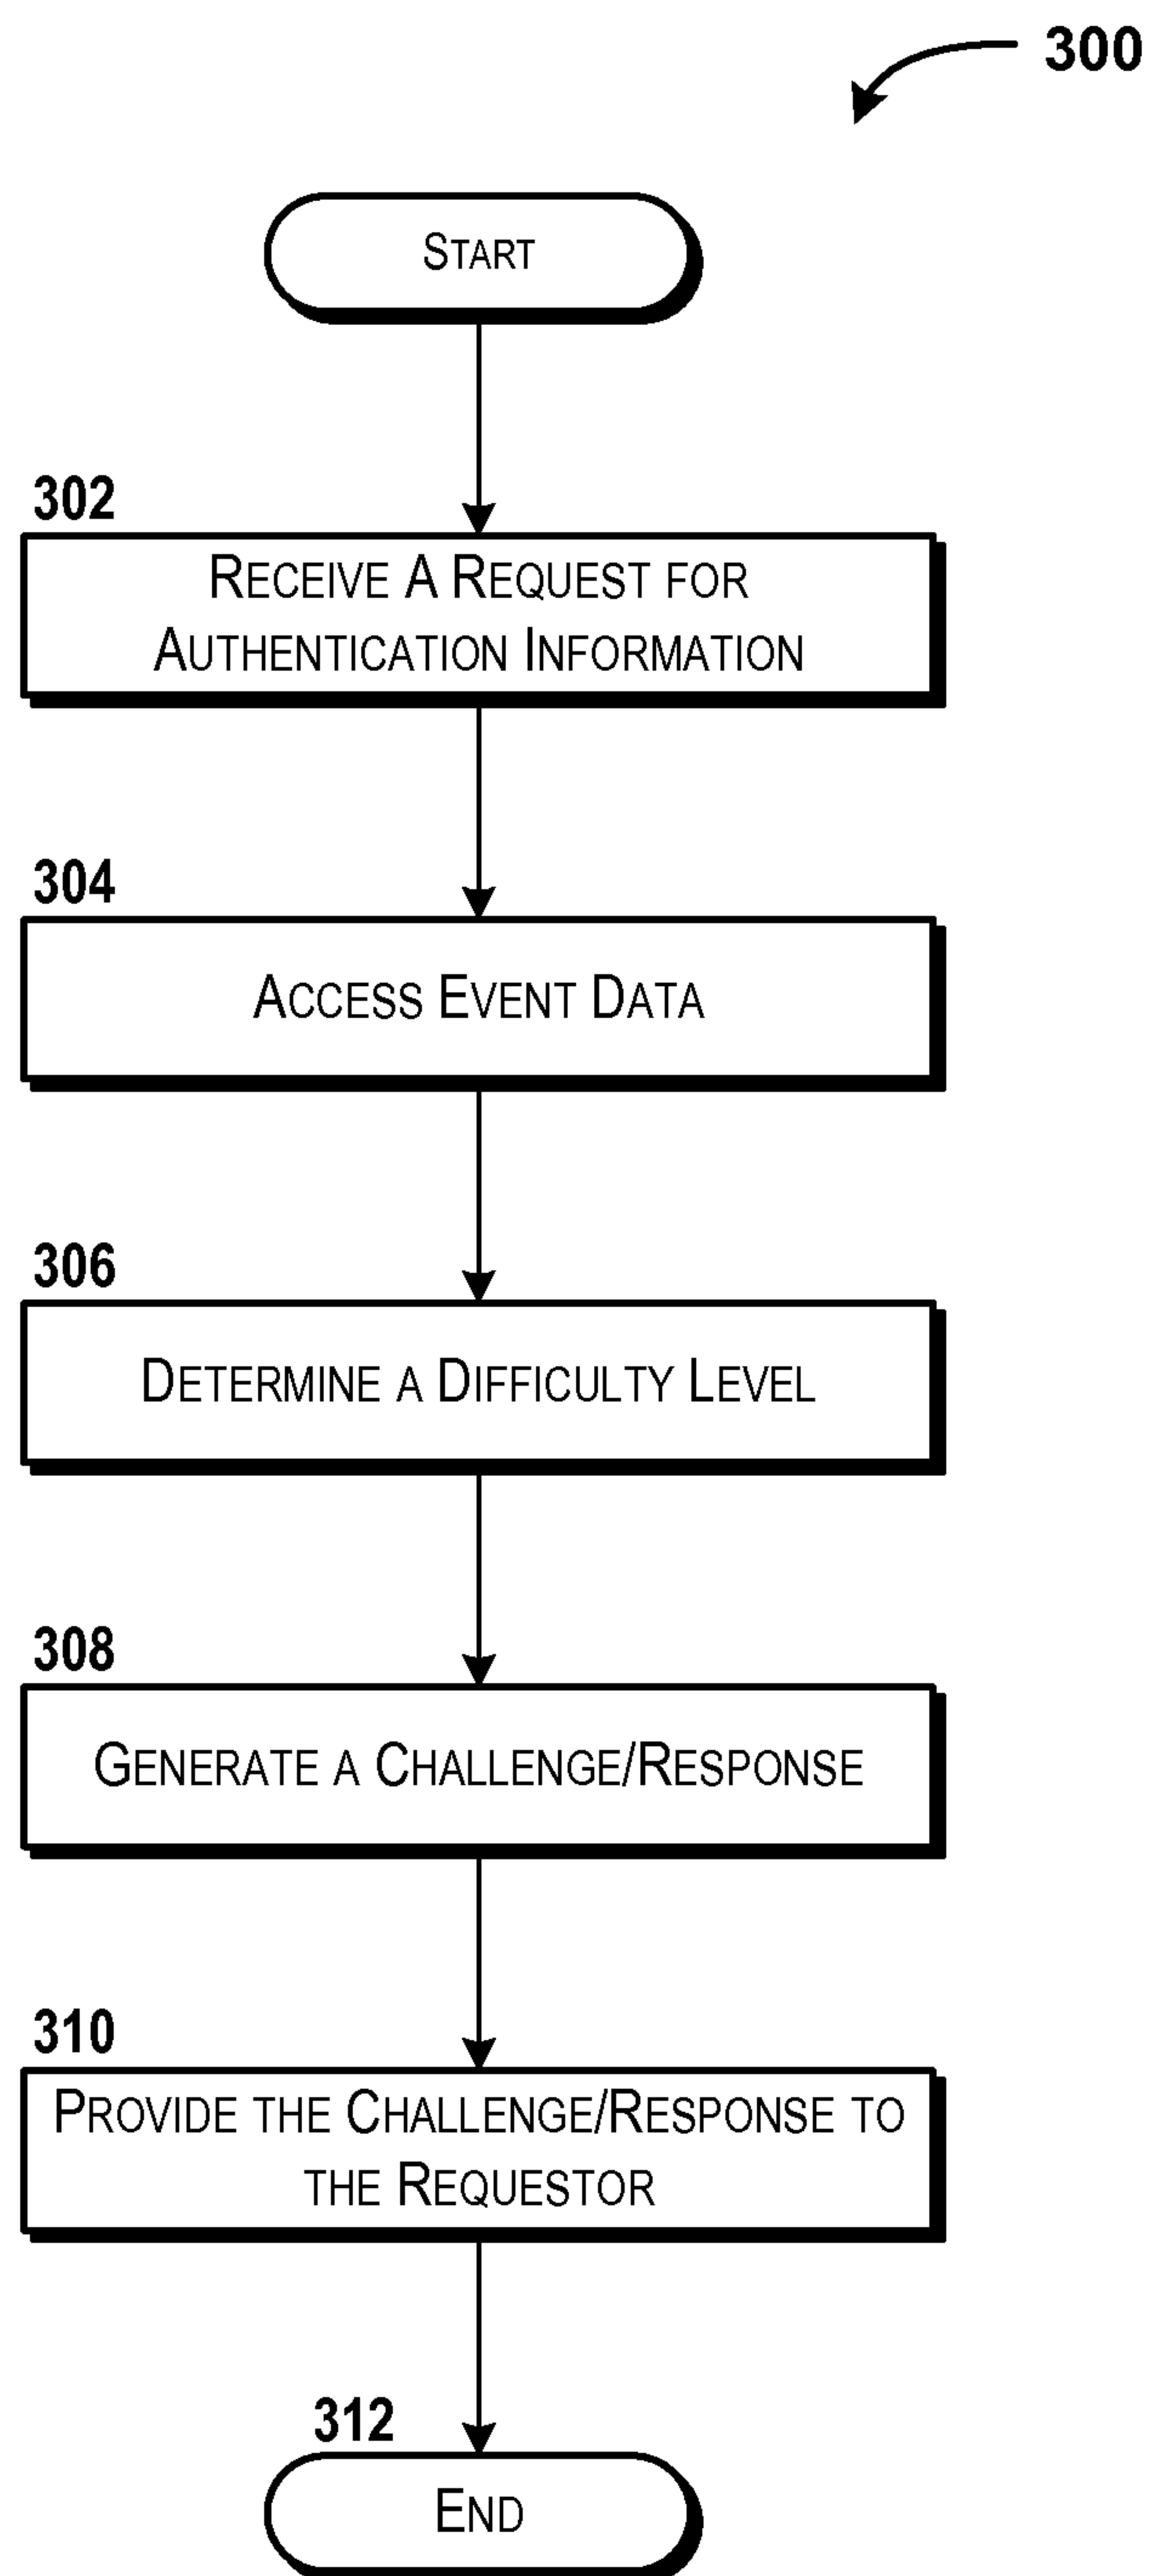 300
START
302
RECEIVE A REQUEST FOR
AUTHENTICATION INFORMATION
304
ACCESS EVENT DATA
306
DETERMINE A DIFFICULTY LEVEL
308
GENERATE A CHALLENGE/RESPONSE
310
PROVIDE THE CHALLENGE/RESPONSE TO
THE REQUESTOR
312
END